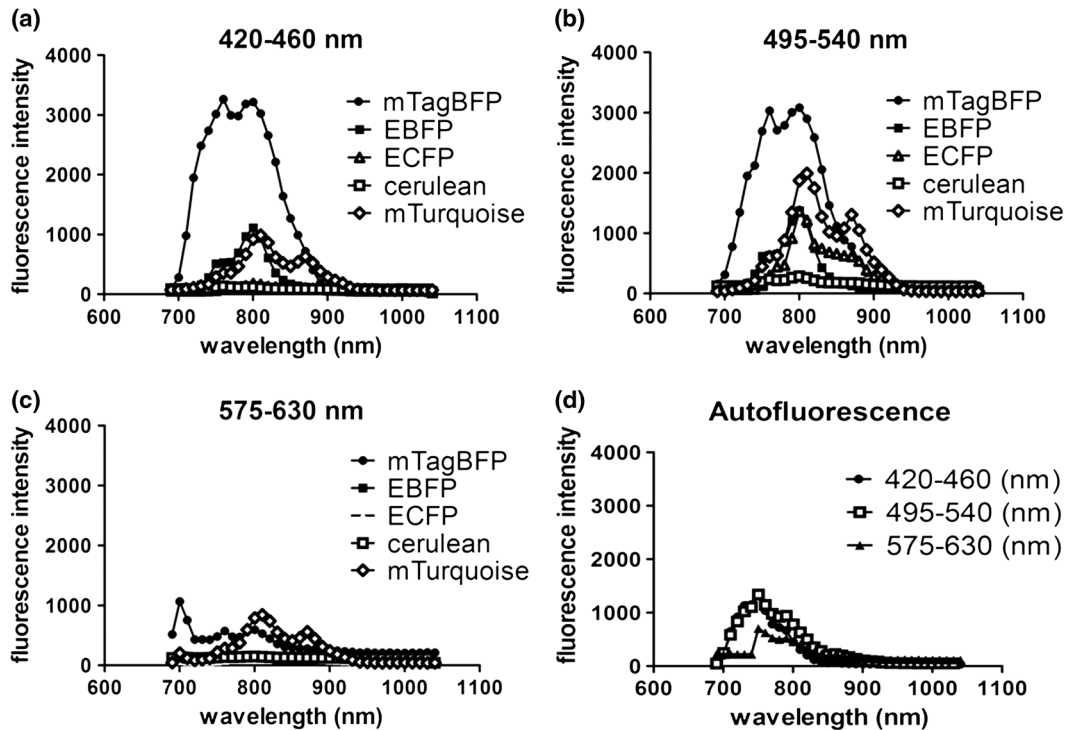 (a)
420-460 nm
fluorescence intensity
4000
3000
2000
1000
0
600 700 800 900 1000 1100
wavelength (nm)
mTagBFP
EBFP
ECFP
cerulean
mTurquoise
(b)
495-540 nm
fluorescence intensity
4000
3000
2000
1000
0
600 700 800 900 1000 1100
wavelength (nm)
mTagBFP
EBFP
ECFP
cerulean
mTurquoise
(c)
575-630 nm
fluorescence intensity
4000
3000
2000
1000
0
600 700 800 900 1000 1100
wavelength (nm)
mTagBFP
EBFP
ECFP
cerulean
mTurquoise
(d)
Autofluorescence
fluorescence intensity
4000
3000
2000
1000
0
600 700 800 900 1000 1100
wavelength (nm)
420-460 (nm)
495-540 (nm)
575-630 (nm)